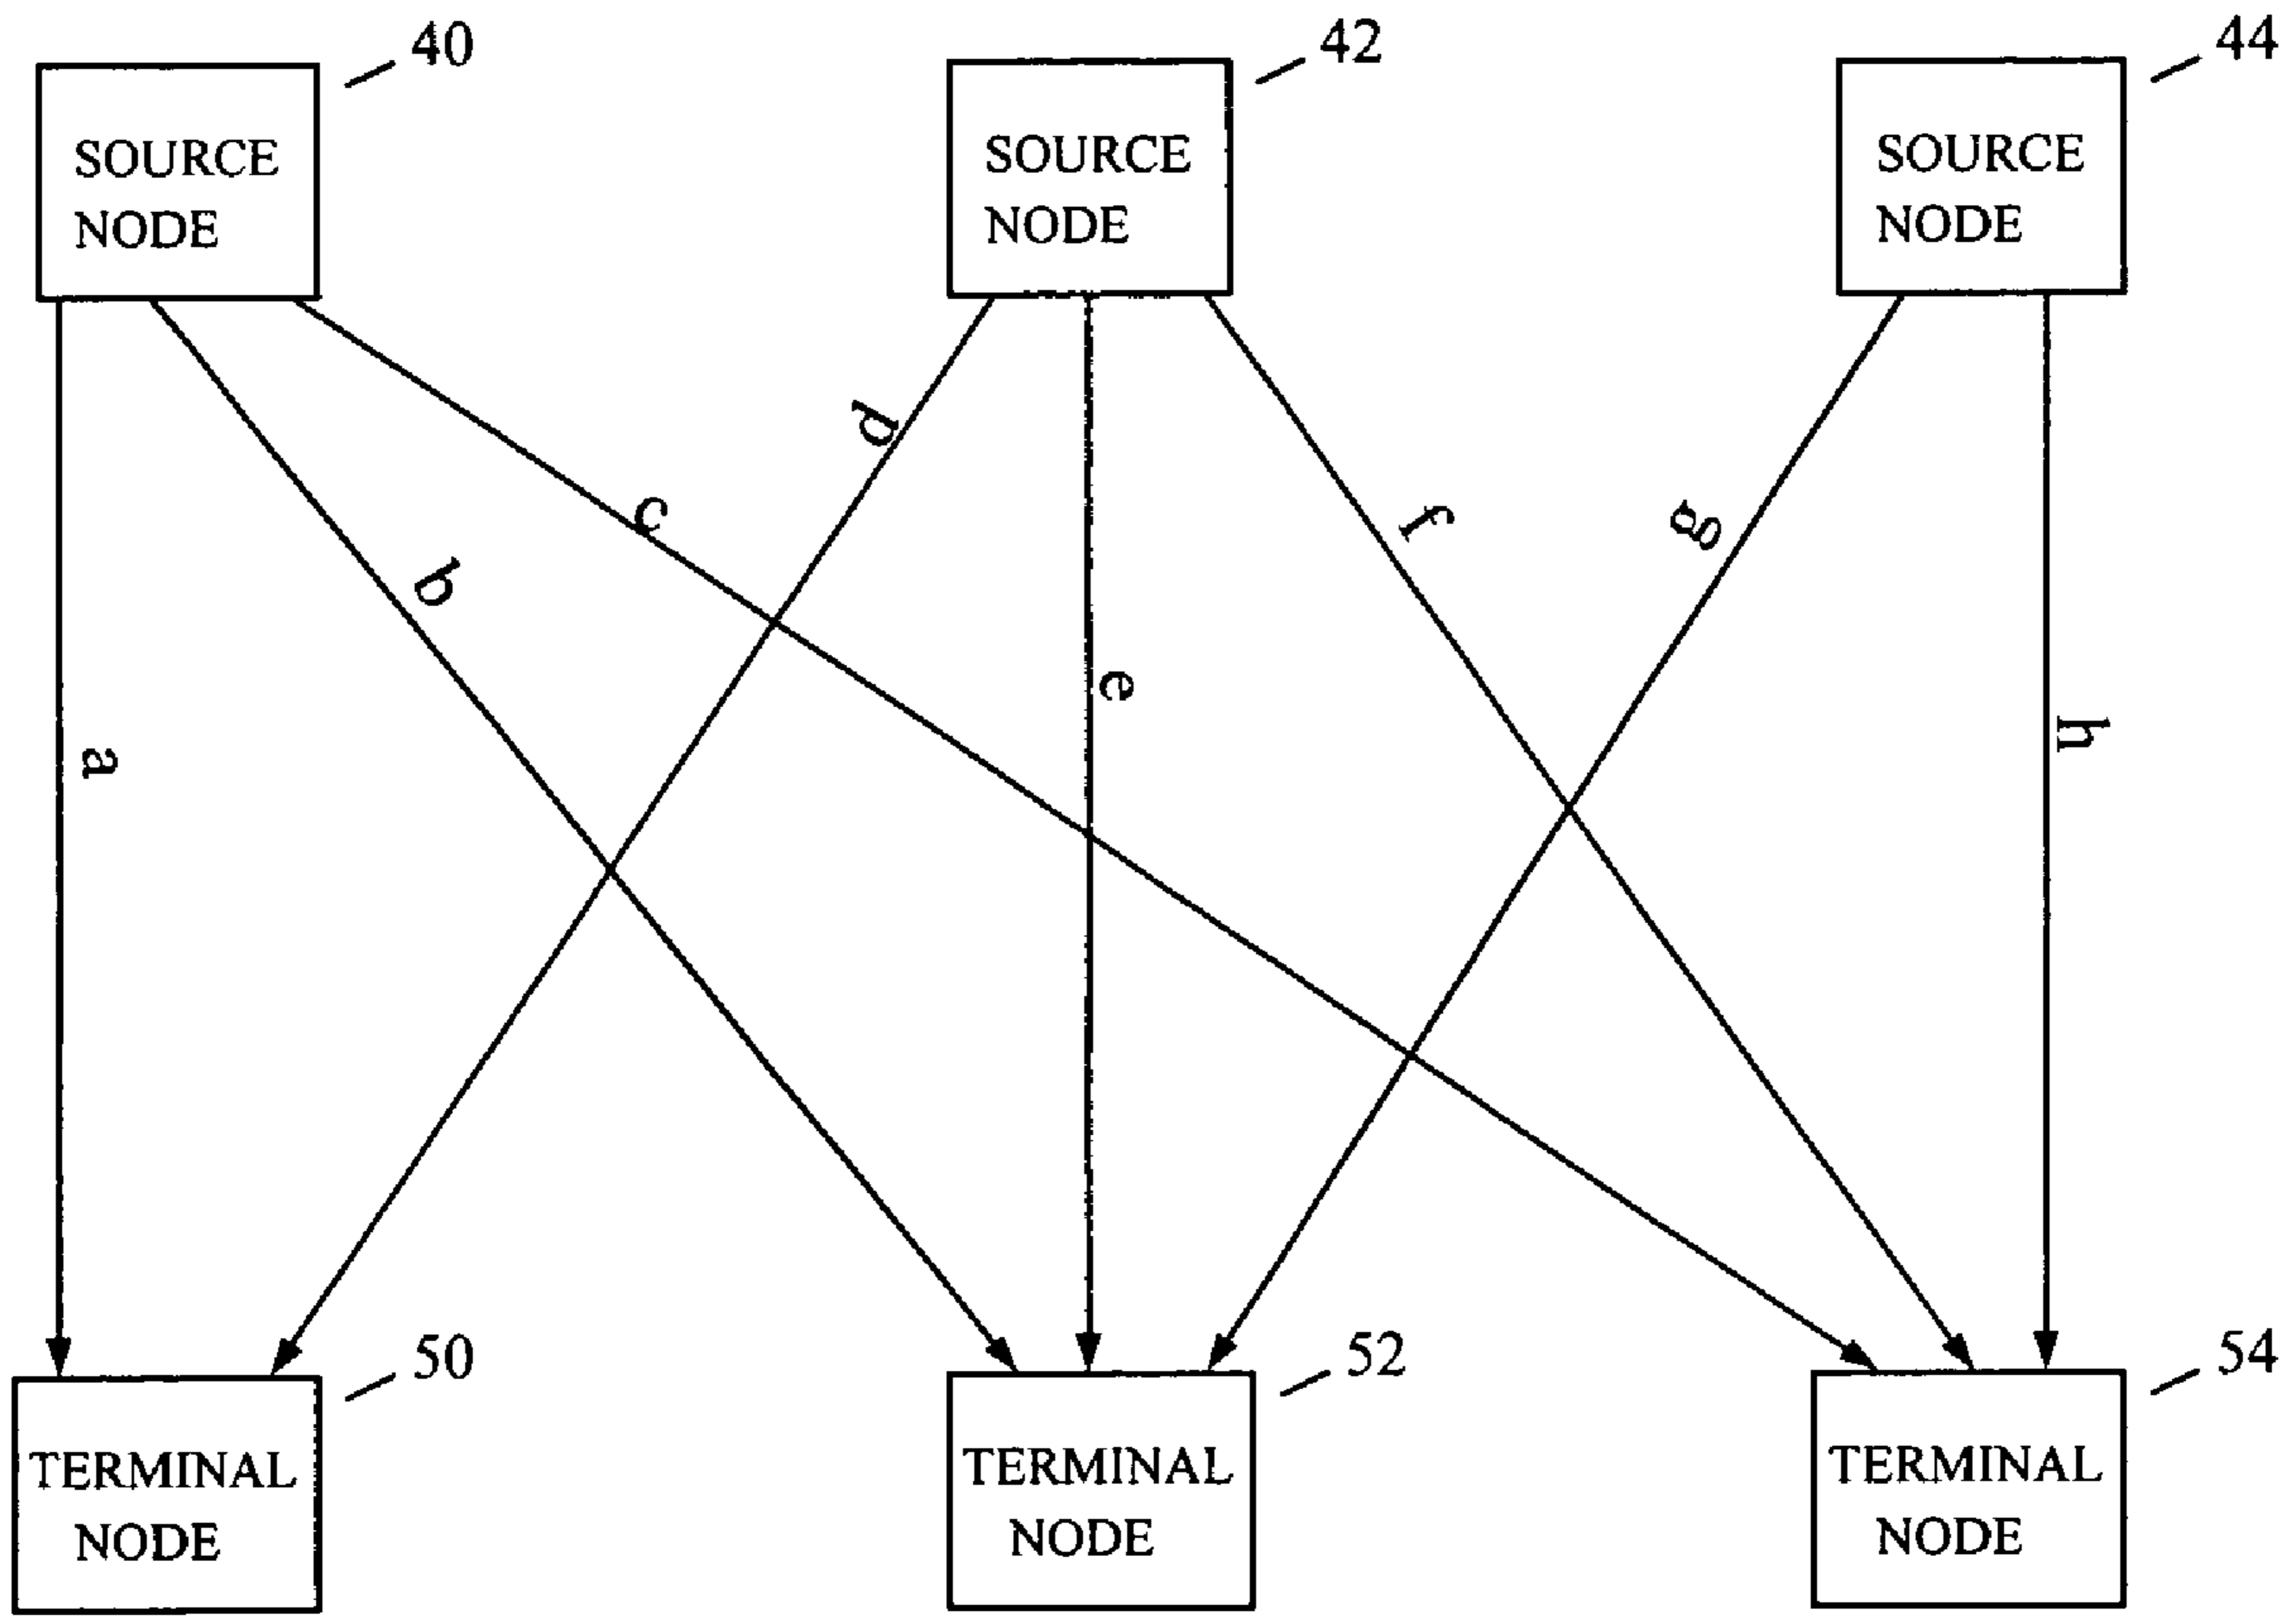 40
42
44
SOURCE
NODE
SOURCE
NODE
SOURCE
NODE
d
c
f
g
b
e
a
h
50
52
54
TERMINAL
NODE
TERMINAL
NODE
TERMINAL
NODE